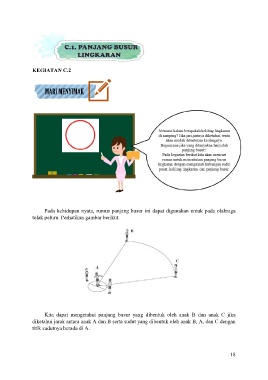 C.1. PANJANG BUSUR
LINGKARAN
KEGIATAN C.2
MARI MENYIMAK
Menurut kalian berapakah keliling lingkaran
di samping? Jika jari-jarinya diketahui, tentu
akan mudah ditentukan kelilingnya.
Bagaimana jika yang ditanyakan hanyalah
panjang busur?
Pada kegiatan berikut kita akan mencari
rumus untuk menentukan panjang busur
lingkaran dengan mengamati hubungan sudut
pusat, keliling lingkaran, dan panjang busur.
Pada kehidupan nyata, rumus panjang busur ini dapat digunakan untuk pada olahraga
tolak peluru. Perhatikan gambar berikut.
B
C
A
Kita dapat mengetahui panjang busur yang dibentuk oleh anak B dan anak C jika
diketahui jarak antara anak A dan B serta sudut yang dibentuk oleh anak B, A, dan C dengan
titik sudutnya berada di A.
18